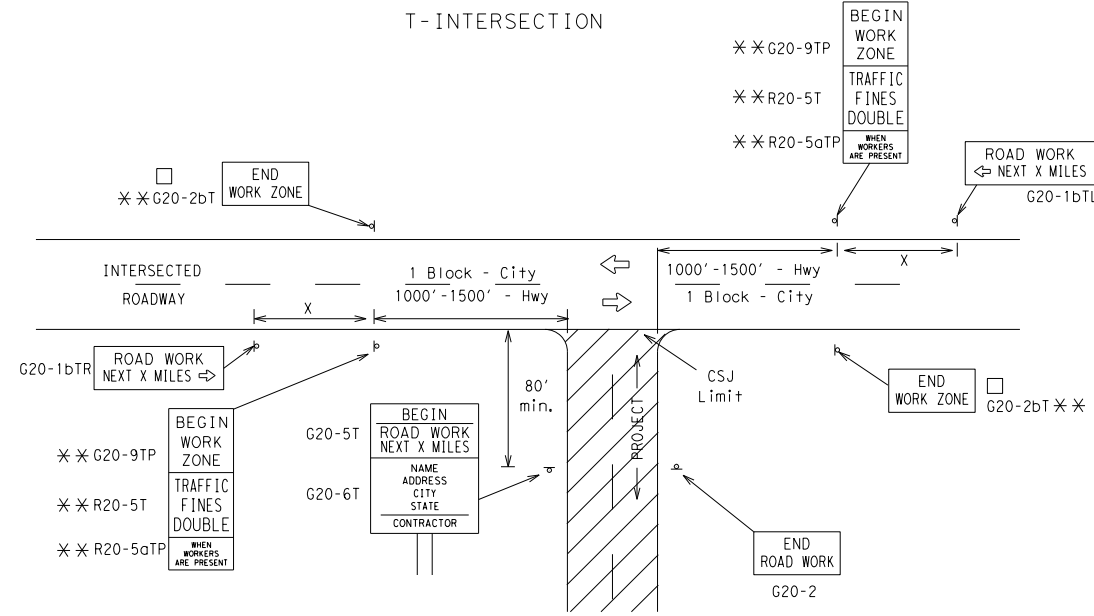 T-INTERSECTION
BEGIN
WORK
ZONE
TRAFFIC
FINES
DOUBLE
WHEN
WORKERS
ARE PRESENT
**G20-9TP
**R20-5T
**R20-5aTP
ROAD WORK
⇦ NEXT X MILES
G20-1bTL
□
**G20-2bT
END
WORK ZONE
INTERSECTED
ROADWAY
1 Block - City
1000'-1500' - Hwy
X
1000'-1500' - Hwy
1 Block - City
X
G20-1bTR
ROAD WORK
NEXT X MILES ⇨
80'
min.
PROJECT
CSJ
Limit
END
WORK ZONE
□
G20-2bT**
**G20-9TP
**R20-5T
**R20-5aTP
BEGIN
WORK
ZONE
TRAFFIC
FINES
DOUBLE
WHEN
WORKERS
ARE PRESENT
G20-5T
G20-6T
BEGIN
ROAD WORK
NEXT X MILES
NAME
ADDRESS
CITY
STATE
CONTRACTOR
END
ROAD WORK
G20-2